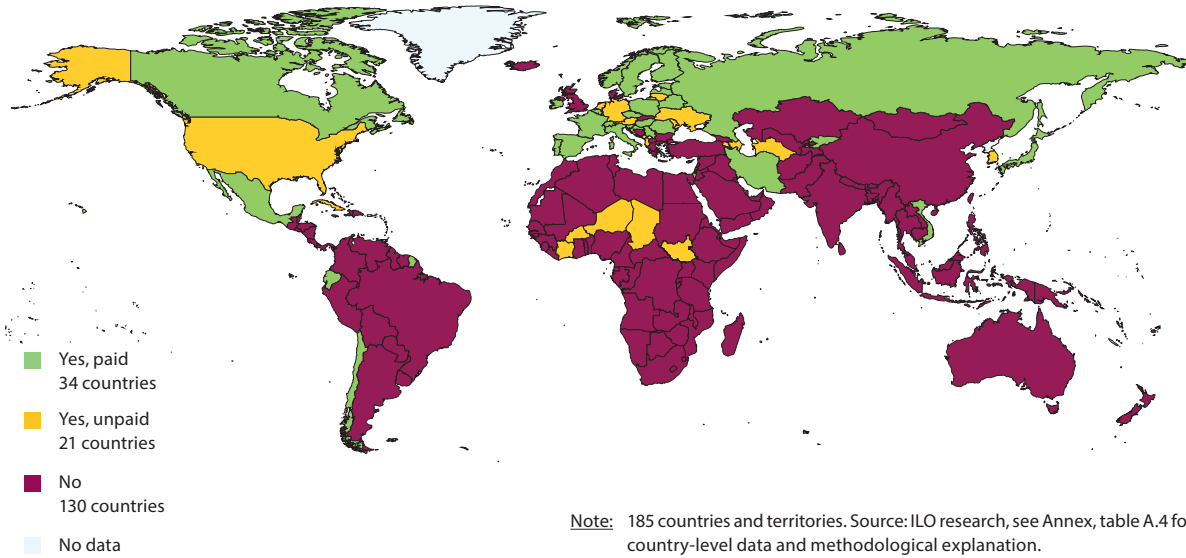 Yes, paid
34 countries
Yes, unpaid
21 countries
No
130 countries
No data
Note: 185 countries and territories. Source: ILO research, see Annex, table A.4 fo
country-level data and methodological explanation.